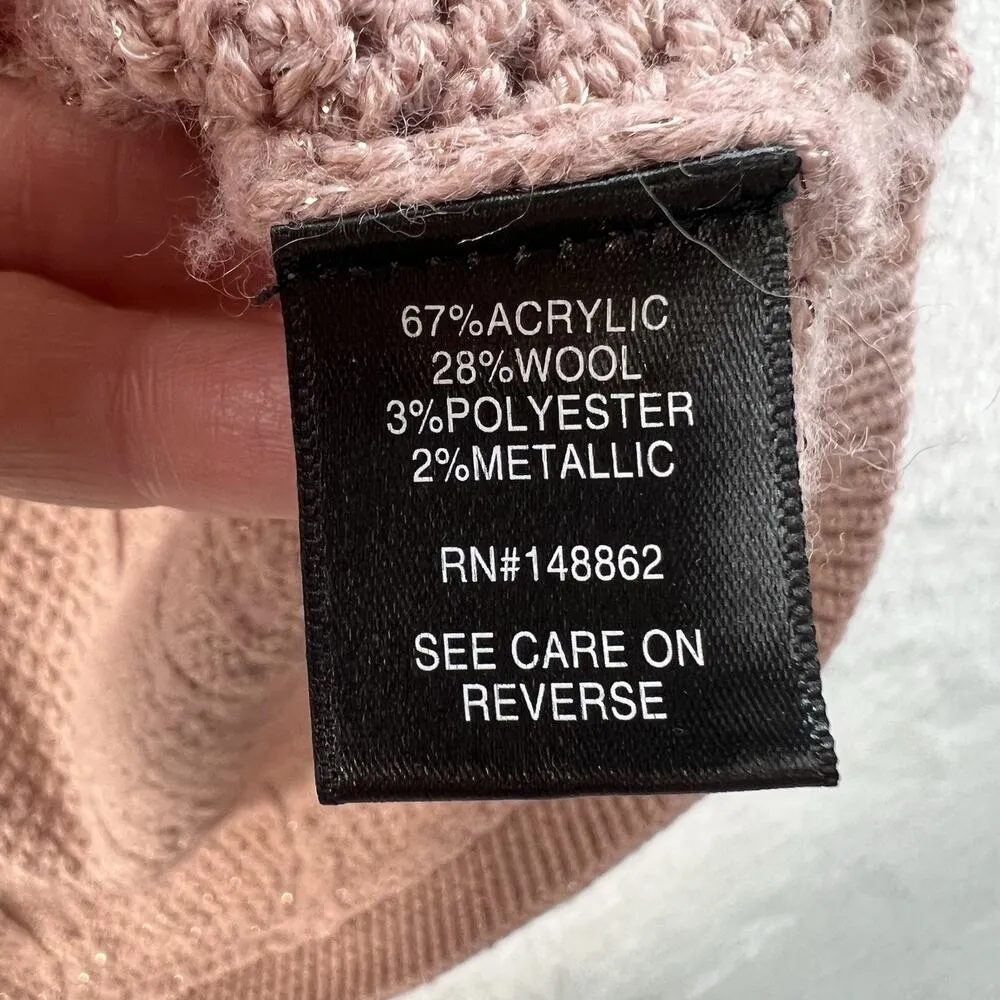 67%ACRYLIC
28%WOOL
3%POLYESTER
2%METALLIC
RN#148862
SEE CARE ON
REVERSE